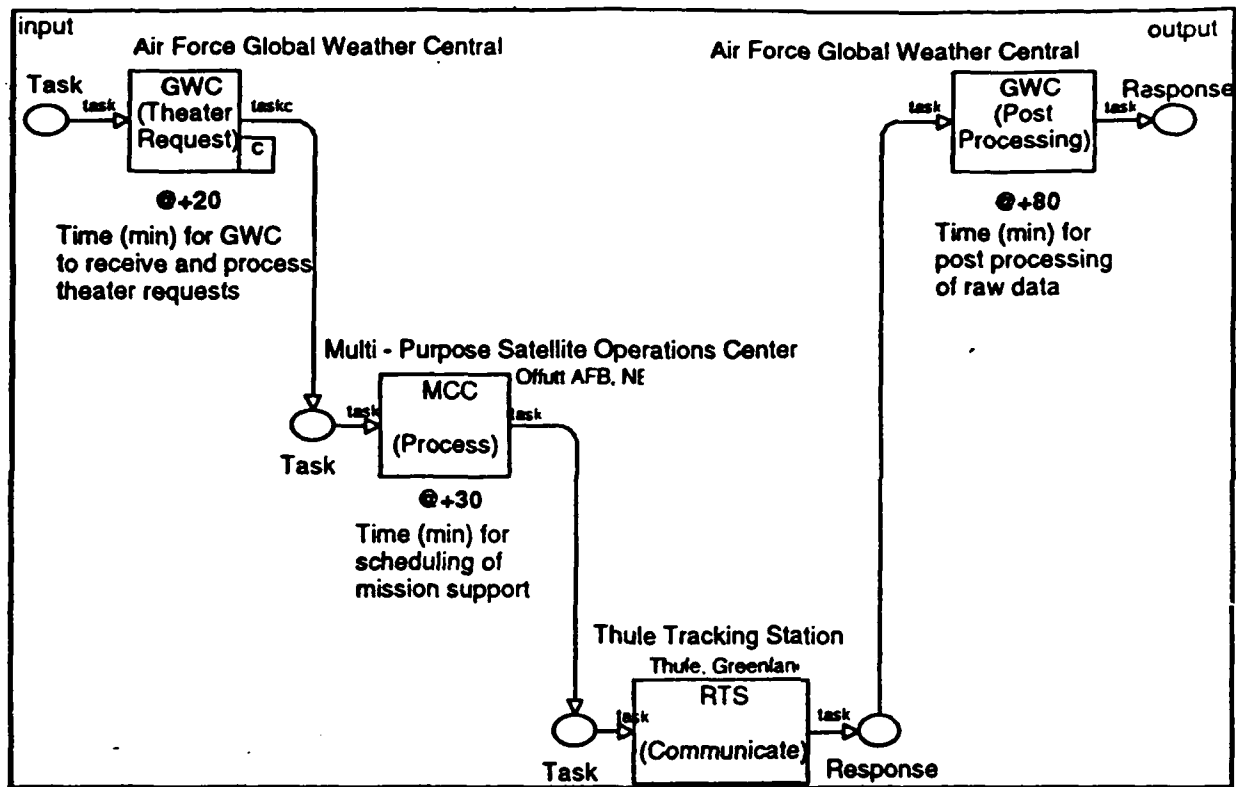 input
output
Air Force Global Weather Central
Air Force Global Weather Central
Task
task
GWC
(Theater
Request)
taskc
C
@+20
Time (min) for GWC
to receive and process
theater requests
task
GWC
(Post
Processing)
task
Rasponse
@+80
Time (min) for
post processing
of raw data
Multi - Purpose Satellite Operations Center
Offutt AFB, NE
Task
task
MCC
(Process)
task
@+30
Time (min) for
scheduling of
mission support
Thule Tracking Station
Thule, Greenlan
Task
task
RTS
(Communicate)
task
Response